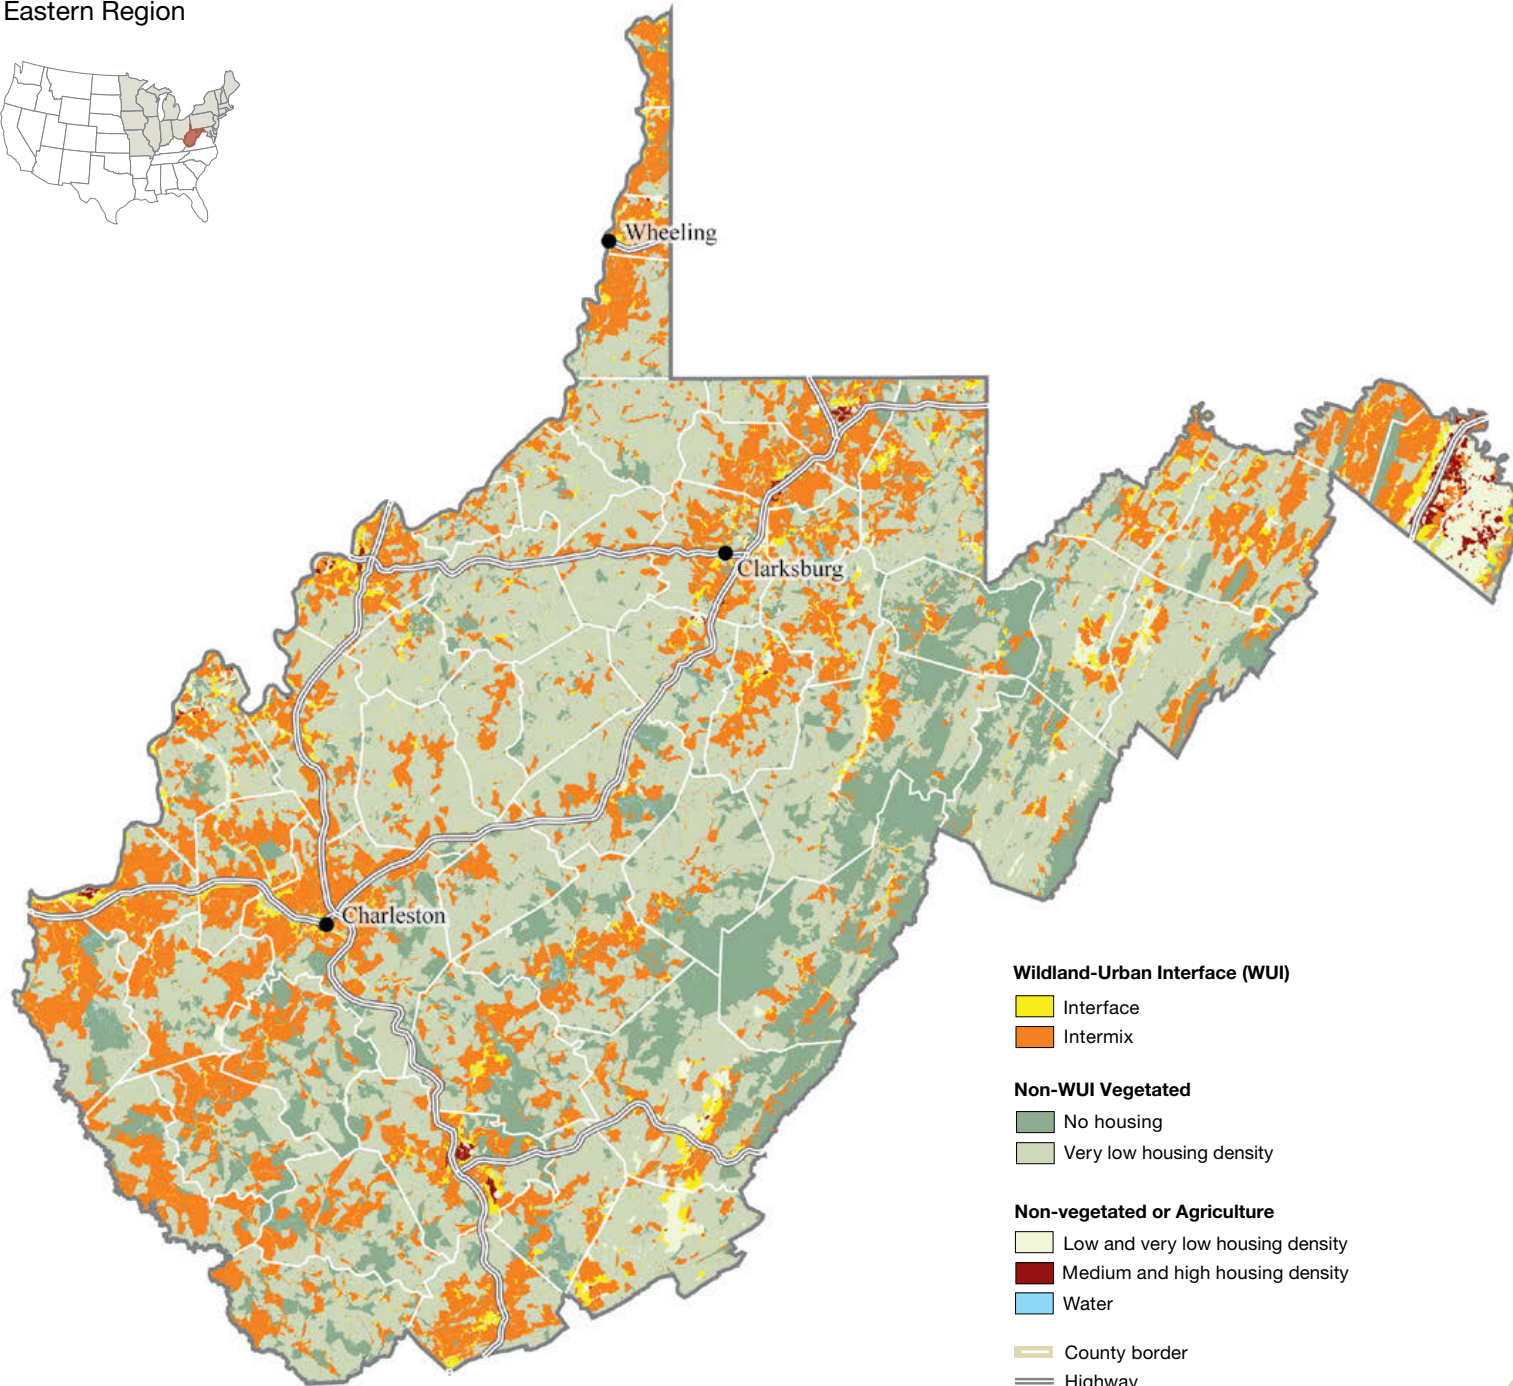 Eastern Region
Wheeling
Clarksburg
Charleston
Wildland-Urban Interface (WUI)
Interface
Intermix
Non-WUI Vegetated
No housing
Very low housing density
Non-vegetated or Agriculture
Low and very low housing density
Medium and high housing density
Water
County border
Highway